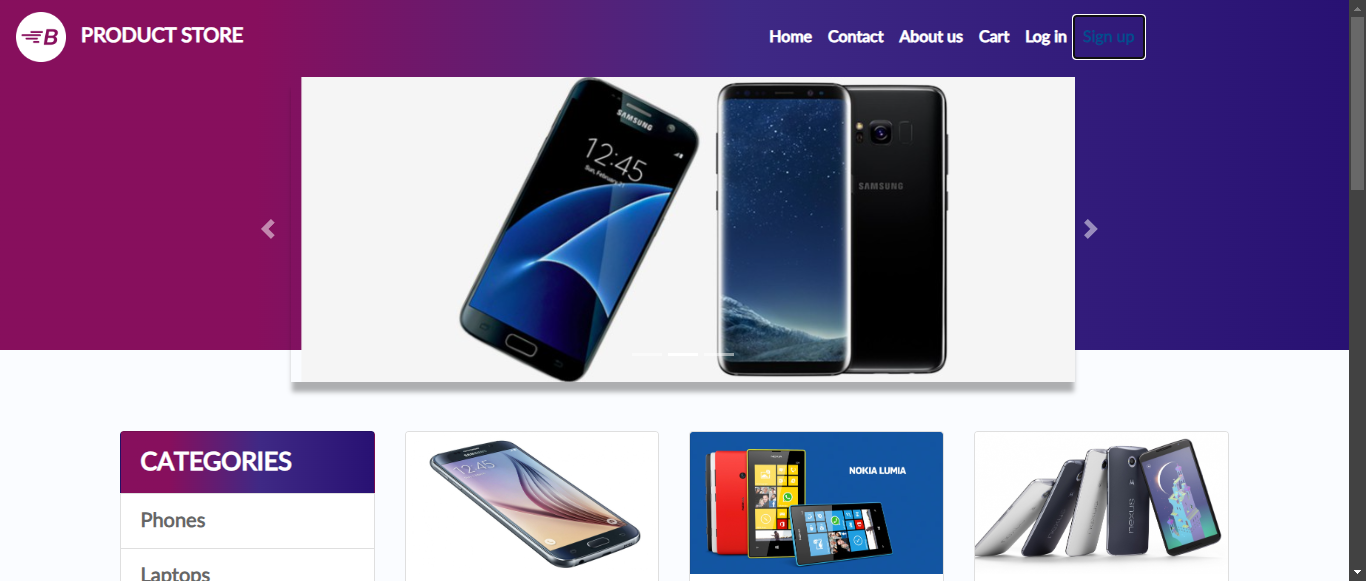 B PRODUCT STORE
Home Contact About us Cart Log in Sign up
SAMSUNG
12:45
SAMSUNG
CATEGORIES
Phones
Laptops
12:45
NOKIA LUMIA
nexus